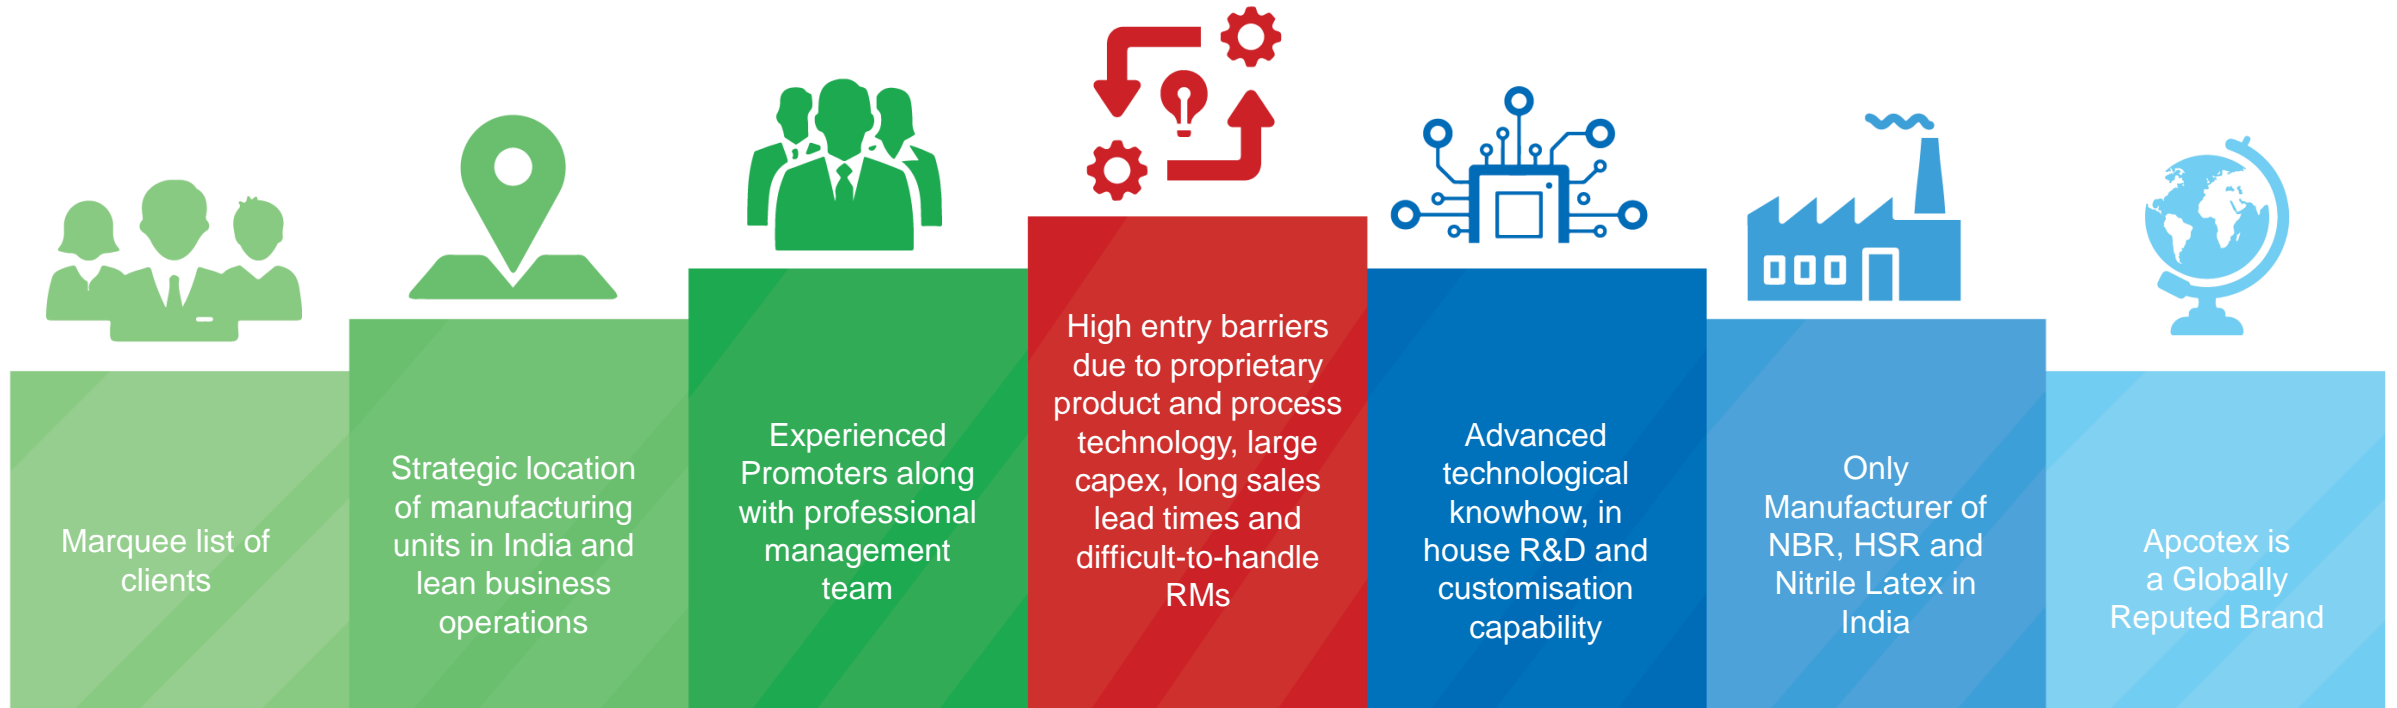 Marquee list of
clients
Strategic location
of manufacturing
units in India and
lean business
operations
Experienced
Promoters along
with professional
management
team
High entry barriers
due to proprietary
product and process
technology, large
capex, long sales
lead times and
difficult-to-handle
RMs
Advanced
technological
knowhow, in
house R&D and
customisation
capability
Only
Manufacturer of
NBR, HSR and
Nitrile Latex in
India
Apcotex is
a Globally
Reputed Brand